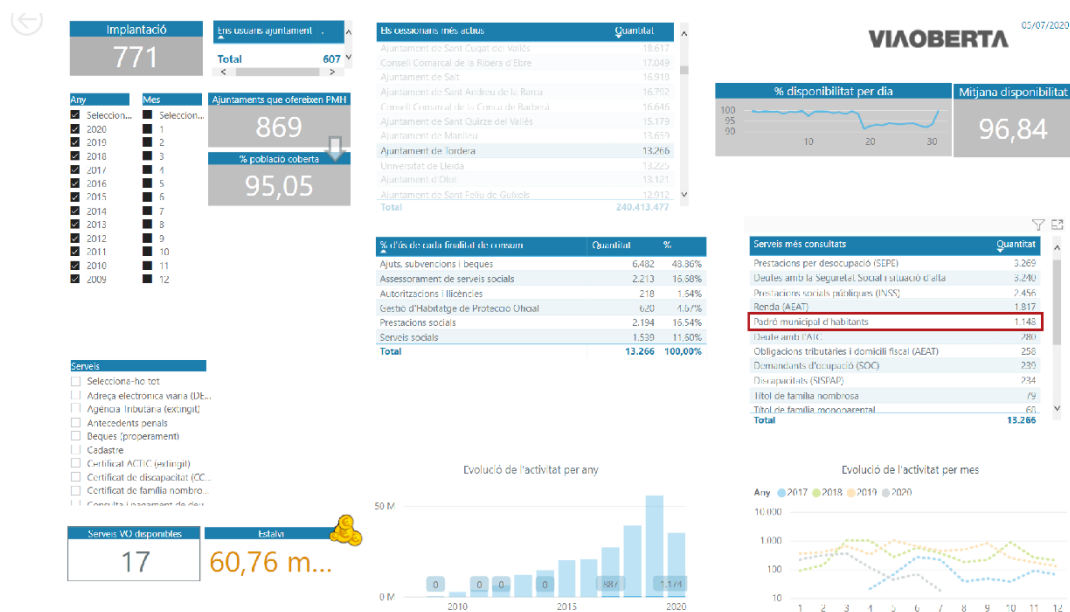 Implantació
771
Ens usuaris ajuntament .
Total 607
Any
Seleccion...
2020
2019
2018
2017
2016
2015
2014
2013
2012
2011
2010
2009
Mes
Seleccion...
1
2
3
4
5
6
7
8
9
10
11
12
Ajuntaments que ofereixen PMH
869
% població coberta
95,05
Els cessionaris més actius Quantitat
Ajuntament de Sant Cugat del Vallès 18.617
Consell Comarcal de la Ribera d'Ebre 17.049
Ajuntament de Salt 16.919
Ajuntament de Sant Andreu de la Barca 16.792
Consell Comarcal de la Conca de Barberà 16.646
Ajuntament de Sant Quirze del Vallès 15.179
Ajuntament de Manlleu 13.659
Ajuntament de Tordera 13.266
Universitat de Lleida 13.225
Ajuntament d'Olot 13.121
Ajuntament de Sant Feliu de Guíxols 12.912
Total 240.413.477
VIAOBERTA
05/07/2020
% disponibilitat per dia
100
95
90
10 20 30
Mitjana disponibilitat
96,84
% d'ús de cada finalitat de consum Quantitat %
Ajuts, subvencions i beques 6.482 48,86%
Assessorament de serveis socials 2.213 16,68%
Autoritzacions i llicències 218 1,64%
Gestió d'Habitatge de Protecció Oficial 620 4,67%
Prestacions socials 2.194 16,54%
Serveis socials 1.539 11,60%
Total 13.266 100,00%
Serveis més consultats Quantitat
Prestacions per desocupació (SEPE) 3.269
Deutes amb la Seguretat Social i situació d'alta 3.240
Prestacions socials públiques (INSS) 2.456
Renda (AEAT) 1.817
Padró municipal d'habitants 1.148
Deute amb l'ATC 280
Obligacions tributàries i domicili fiscal (AEAT) 258
Demandants d'ocupació (SOC) 239
Discapacitats (SISPAP) 234
Títol de família nombrosa 79
Títol de família monoparental 68
Total 13.266
Serveis
Selecciona-ho tot
Adreça electrònica viària (DE...
Agència Tributària (extingit)
Antecedents penals
Beques (properament)
Cadastre
Certificat ACTIC (extingit)
Certificat de discapacitat (CC...
Certificat de família nombro...
Consulta i pagament de deu...
Serveis VO disponibles
17
Estalvi
60,76 m...
Evolució de l'activitat per any
50 M
0 M
0 0 0 0 887 1.174
2010 2015 2020
Evolució de l'activitat per mes
Any 2017 2018 2019 2020
10.000
1.000
100
10
1 2 3 4 5 6 7 8 9 10 11 12